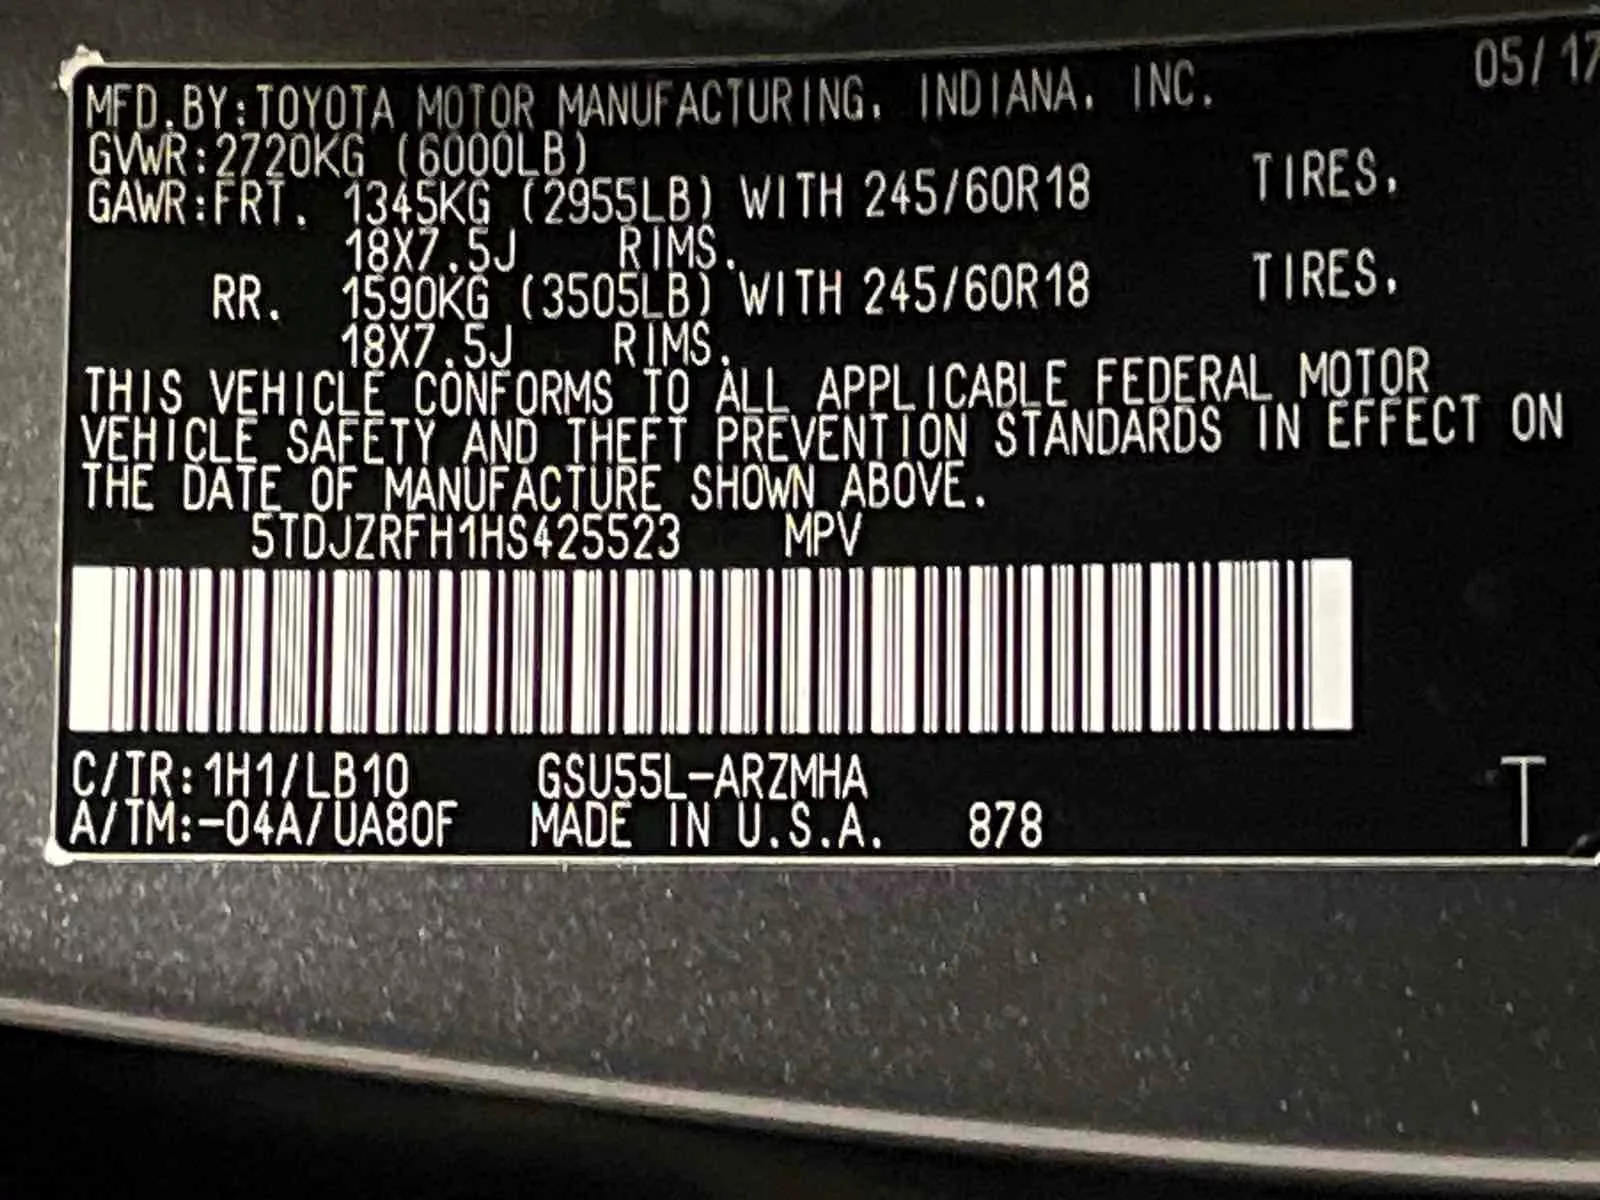 05/17
MFD.BY:TOYOTA MOTOR MANUFACTURING, INDIANA, INC.
GVWR:2720KG (6000LB)
GAWR:FRT. 1345KG (2955LB) WITH 245/60R18 TIRES,
18X7.5J RIMS.
RR. 1590KG (3505LB) WITH 245/60R18 TIRES,
18X7.5J RIMS.
THIS VEHICLE CONFORMS TO ALL APPLICABLE FEDERAL MOTOR
VEHICLE SAFETY AND THEFT PREVENTION STANDARDS IN EFFECT ON
THE DATE OF MANUFACTURE SHOWN ABOVE.
5TDJZRFH1HS425523 MPV
C/TR:1H1/LB10 GSU55L-ARZMHA
A/TM:-04A/UA80F MADE IN U.S.A. 878 T